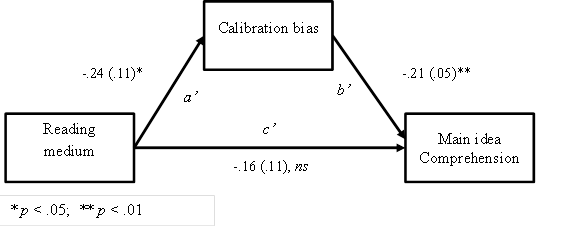 Calibration bias
-.24 (.11)*
-.21 (.05)**
a’
b’
Reading
medium
c’
Main idea
Comprehension
-.16 (.11), ns
*p < .05; **p < .01